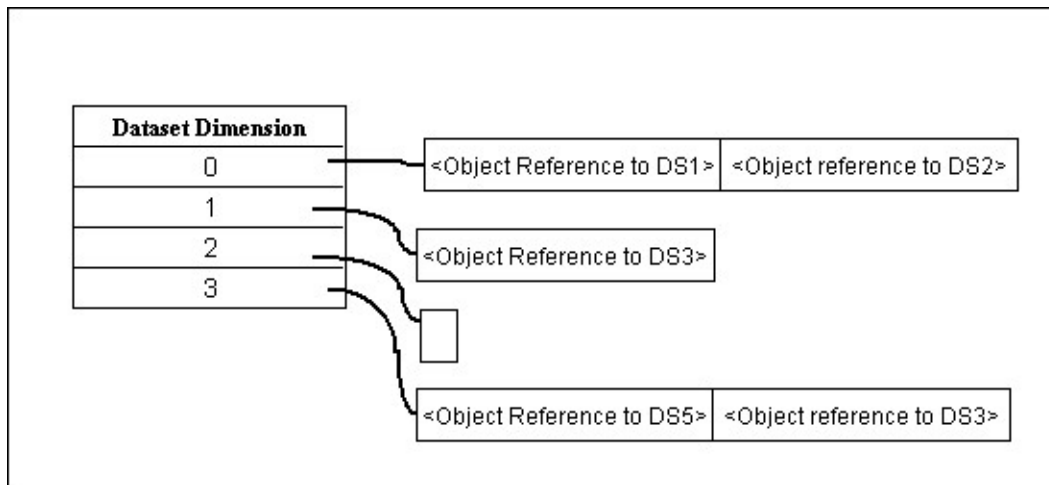 Dataset Dimension
0
<Object Reference to DS1> <Object reference to DS2>
1
<Object Reference to DS3>
2
3
<Object Reference to DS5> <Object reference to DS3>